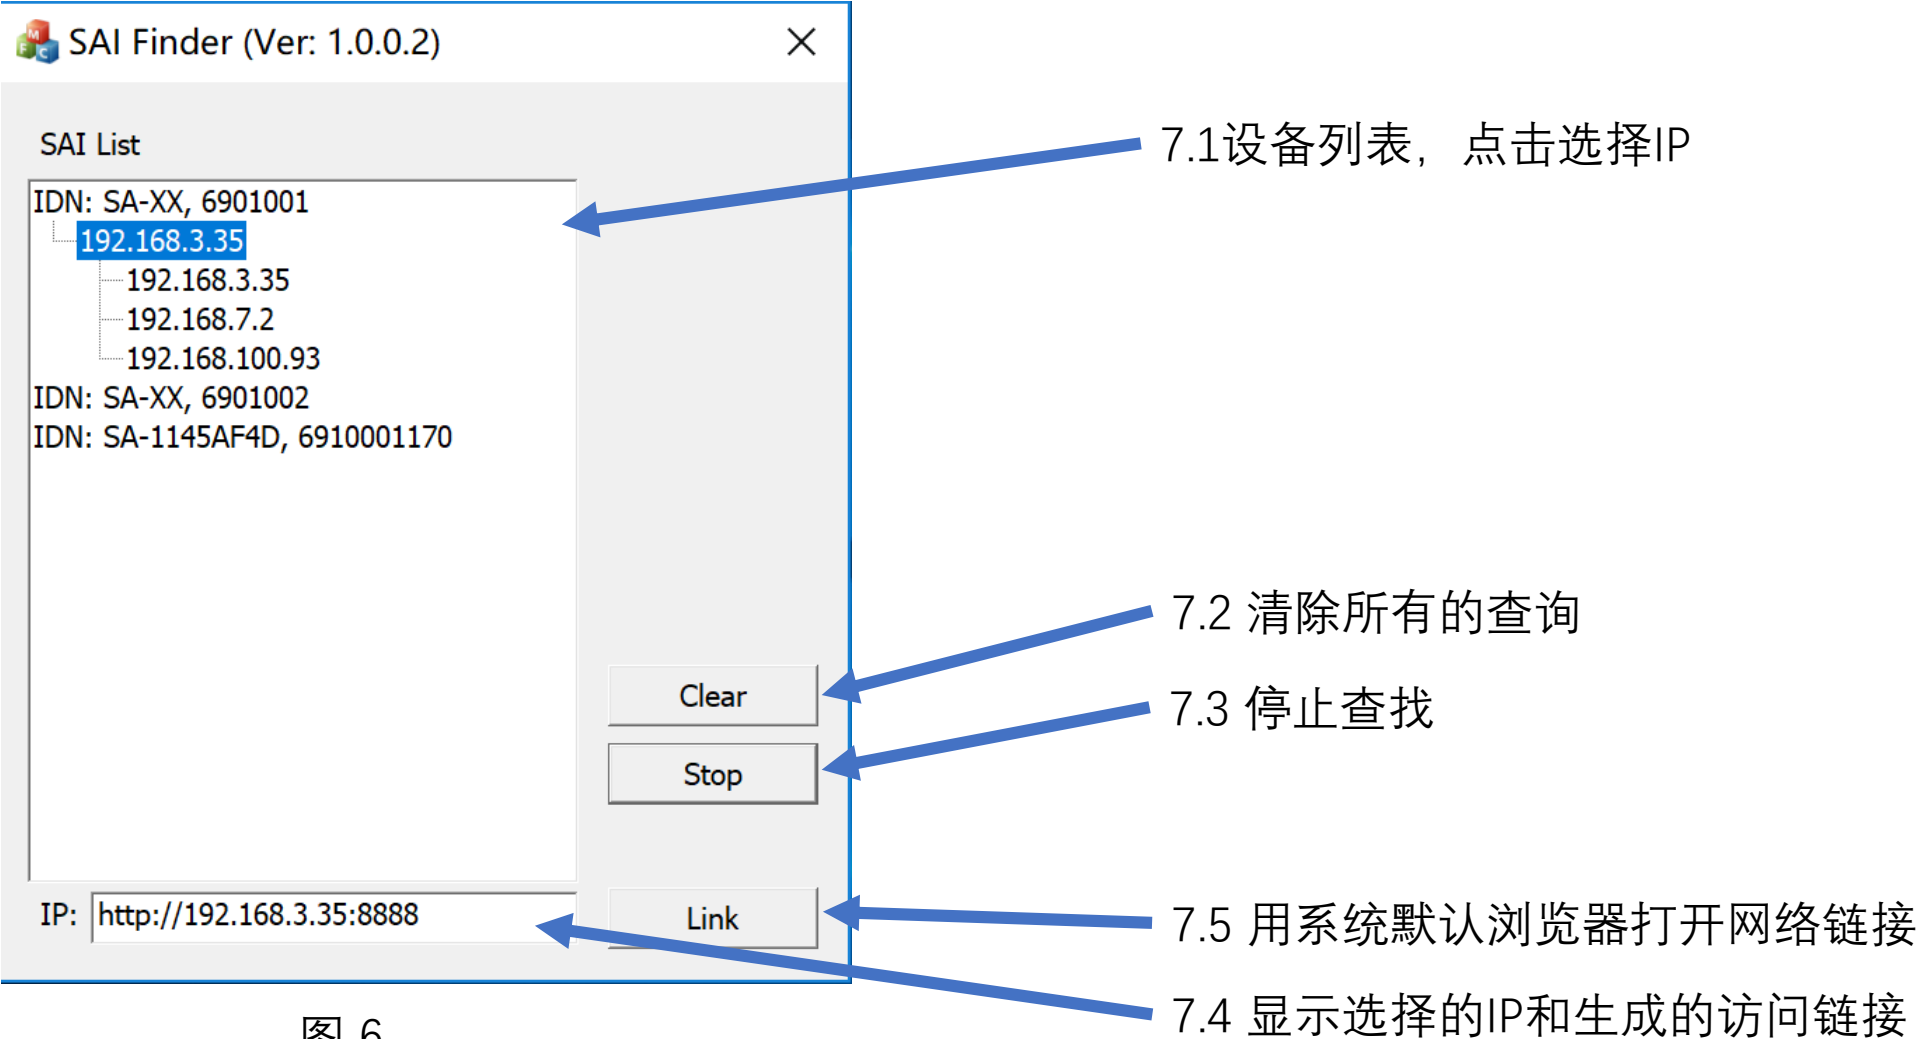 SAI Finder (Ver: 1.0.0.2)
SAI List
IDN: SA-XX, 6901001
192.168.3.35
192.168.3.35
192.168.7.2
192.168.100.93
IDN: SA-XX, 6901002
IDN: SA-1145AF4D, 6910001170
Clear
Stop
IP: http://192.168.3.35:8888
Link
7.1设备列表，点击选择IP
7.2 清除所有的查询
7.3 停止查找
7.5 用系统默认浏览器打开网络链接
7.4 显示选择的IP和生成的访问链接
图 6